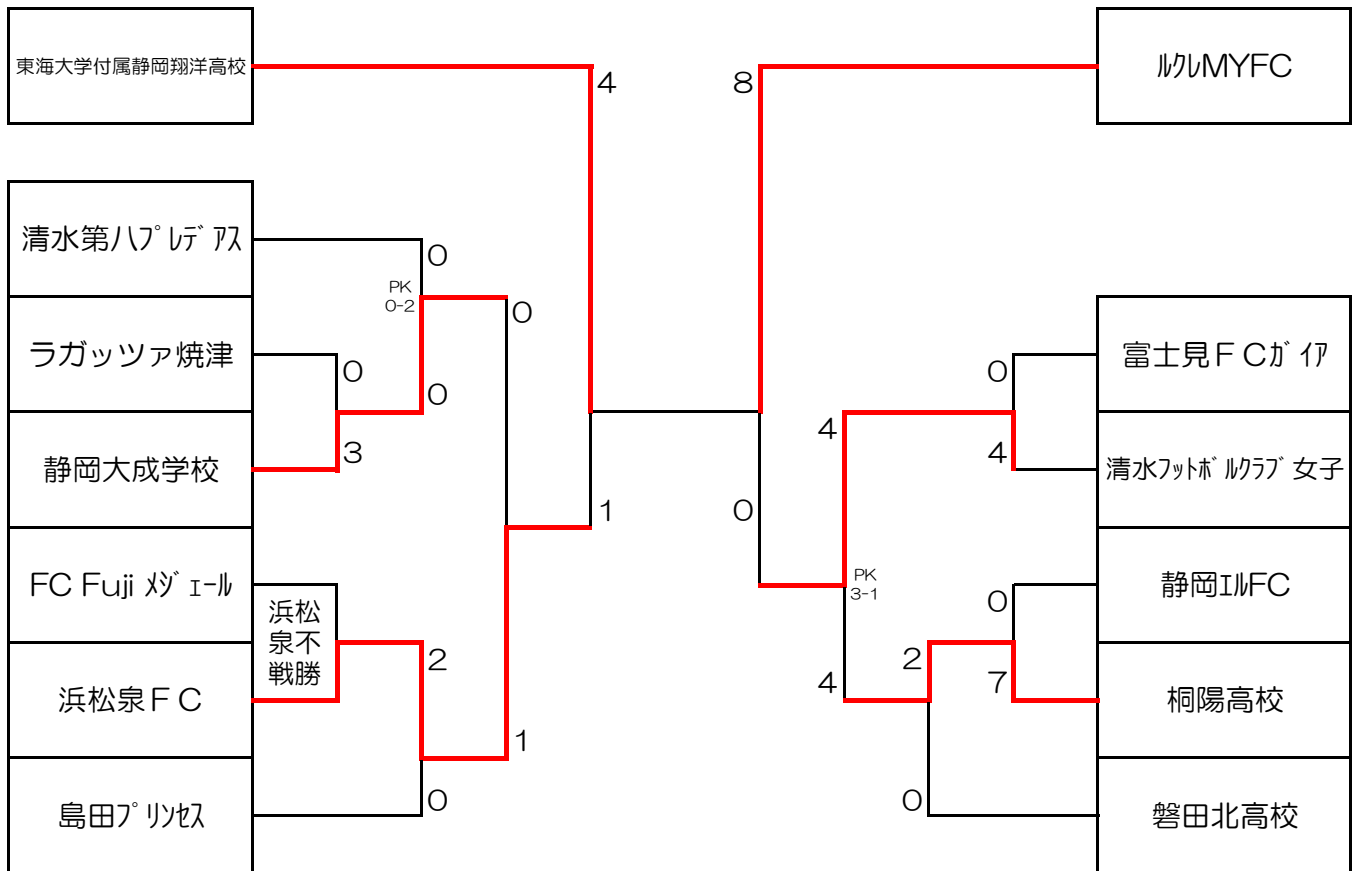 東海大学付属静岡翔洋高校
4
8
ﾙｸﾚMYFC
清水第八ﾌﾟﾚﾃﾞｱｽ
0
PK
0-2
0
ラガッツァ焼津
0
0
静岡大成学校
3
FC Fuji ﾒｼﾞｪｰﾙ
浜松
泉不
戦勝
2
浜松泉ＦＣ
1
島田ﾌﾟﾘﾝｾｽ
0
1
0
4
0
富士見ＦＣｶﾞｲｱ
4
清水ﾌｯﾄﾎﾞﾙｸﾗﾌﾞ女子
PK
3-1
0
静岡ｴﾙFC
2
4
7
桐陽高校
0
磐田北高校